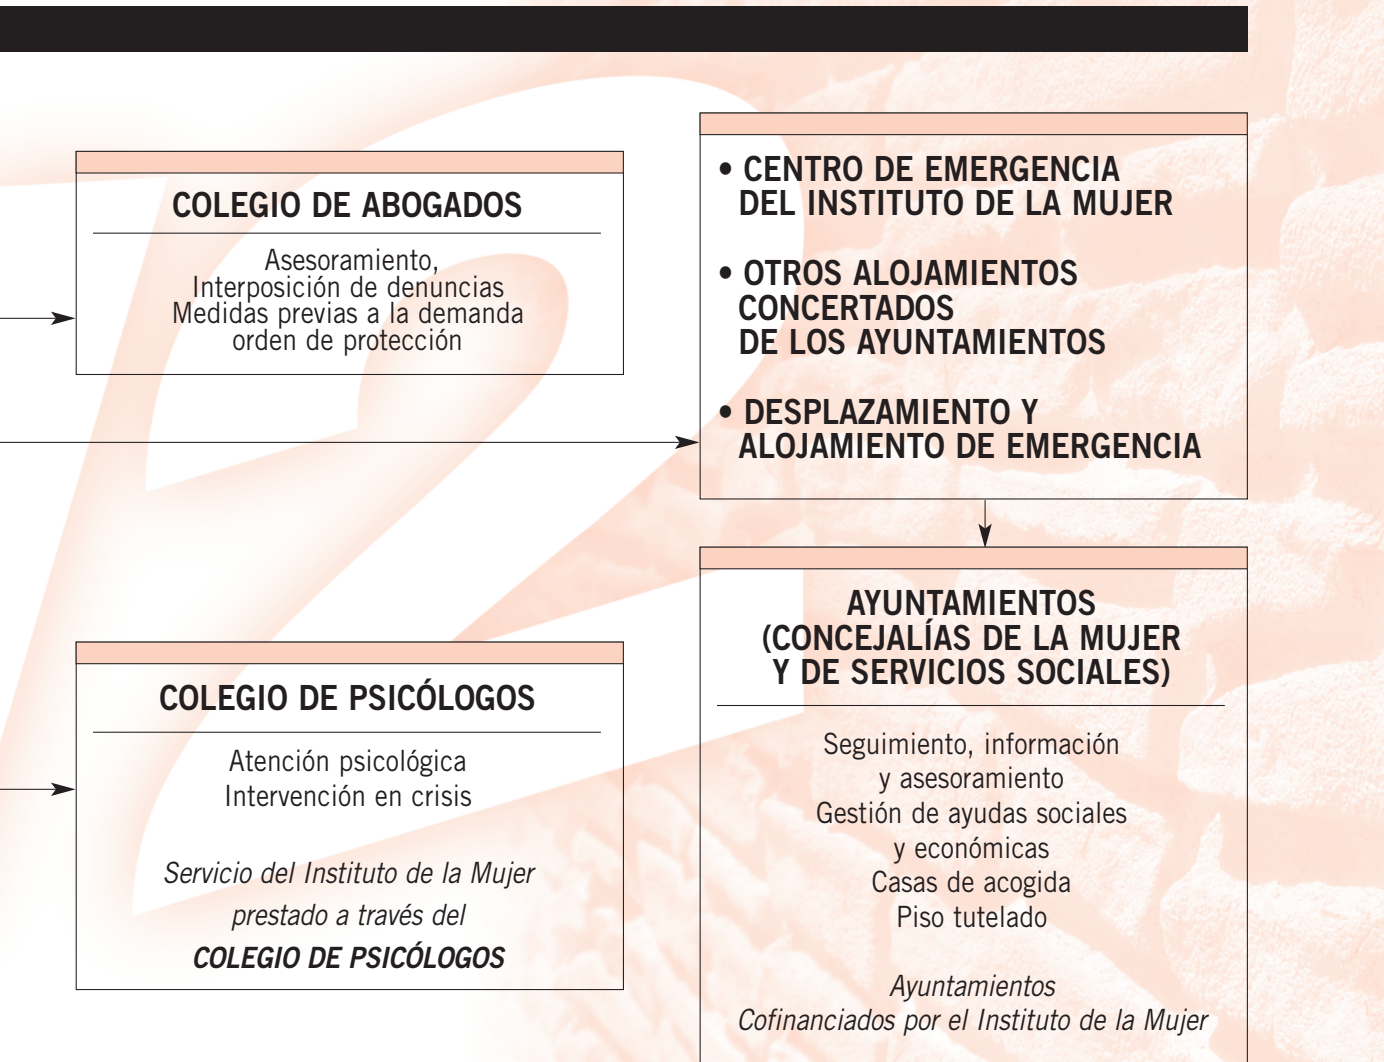 COLEGIO DE ABOGADOS
Asesoramiento,
Interposición de denuncias
Medidas previas a la demanda
orden de protección
• CENTRO DE EMERGENCIA
DEL INSTITUTO DE LA MUJER
• OTROS ALOJAMIENTOS
CONCERTADOS
DE LOS AYUNTAMIENTOS
• DESPLAZAMIENTO Y
ALOJAMIENTO DE EMERGENCIA
COLEGIO DE PSICÓLOGOS
Atención psicológica
Intervención en crisis
Servicio del Instituto de la Mujer
prestado a través del
COLEGIO DE PSICÓLOGOS
AYUNTAMIENTOS
(CONCEJALÍAS DE LA MUJER
Y DE SERVICIOS SOCIALES)
Seguimiento, información
y asesoramiento
Gestión de ayudas sociales
y económicas
Casas de acogida
Piso tutelado
Ayuntamientos
Cofinanciados por el Instituto de la Mujer